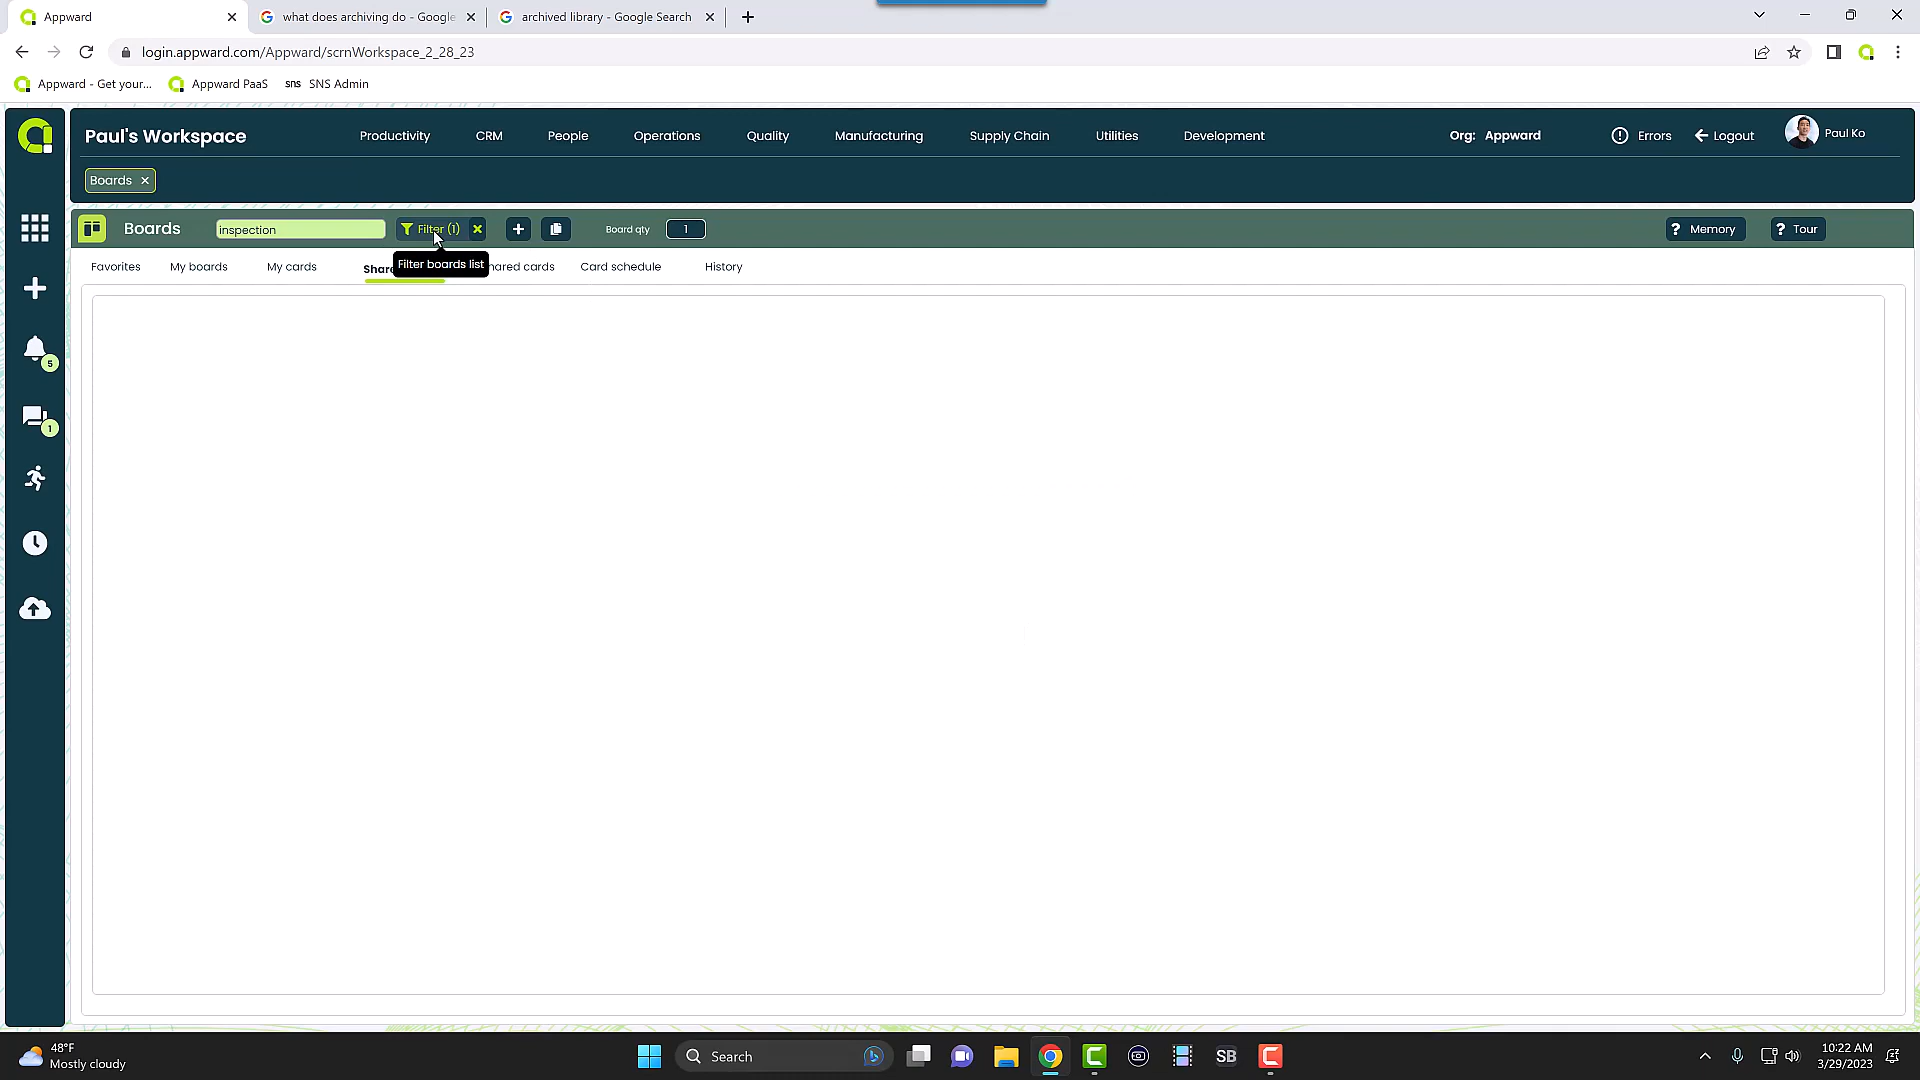 Appward
what does archiving do - Google
archived library - Google Search
login.appward.com/Appward/scrnWorkspace_2_28_23
Appward - Get your...
Appward PaaS
sns
SNS Admin
Paul's Workspace
Productivity
CRM
People
Operations
Quality
Manufacturing
Supply Chain
Utilities
Development
Org: Appward
Errors
Logout
Paul Ko
Boards
Boards
inspection
Filter (1)
Board qty
1
? Memory
? Tour
Filter boards list
Favorites
My boards
My cards
Card schedule
History
5
1
48°F
Mostly cloudy
Search
SB
10:22 AM
3/29/2023